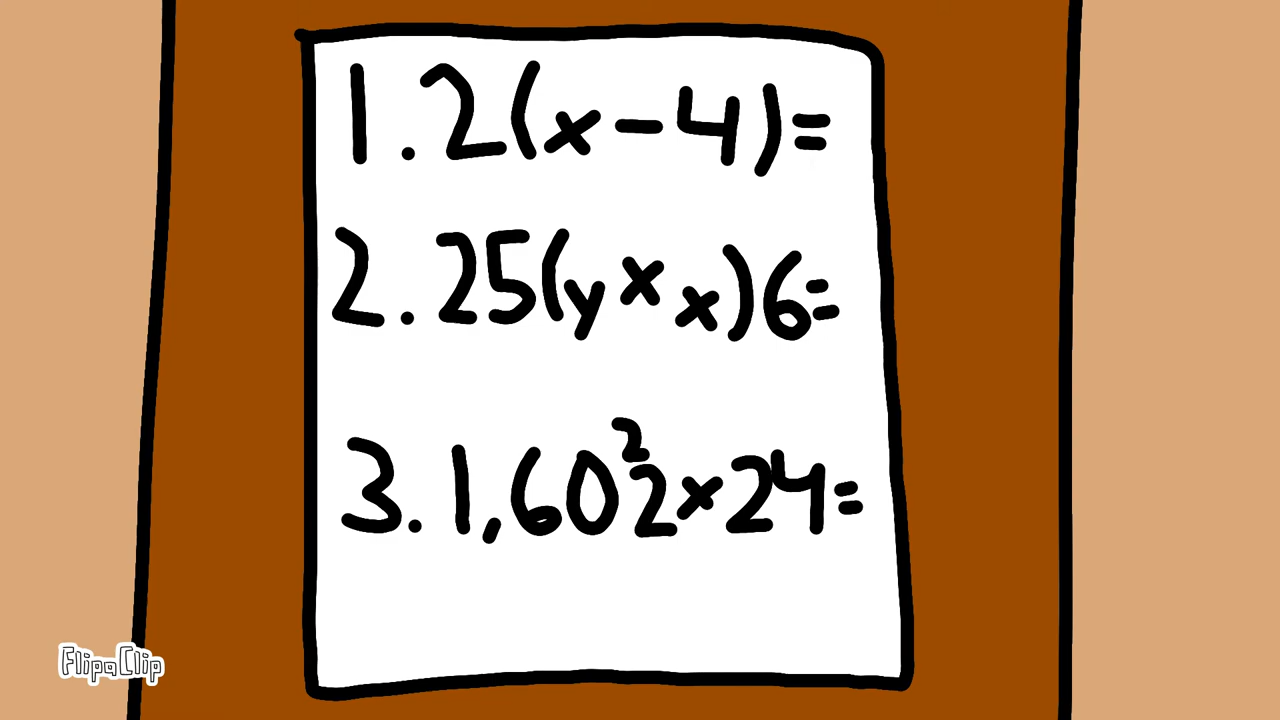 1. 2(x-4)=
2. 25(y×x)6=
3. 1,60²2×24=
FlipaClip